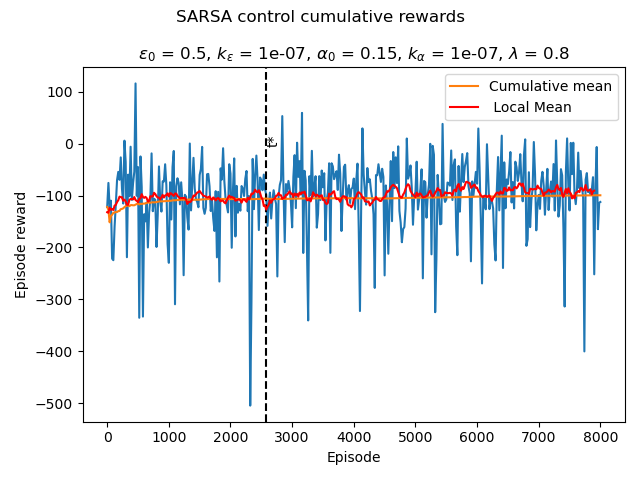 SARSA control cumulative rewards
ε₀ = 0.5, k_ε = 1e-07, α₀ = 0.15, k_α = 1e-07, λ = 0.8
Cumulative mean
Local Mean
t*
Episode reward
100
0
−100
−200
−300
−400
−500
0 1000 2000 3000 4000 5000 6000 7000 8000
Episode